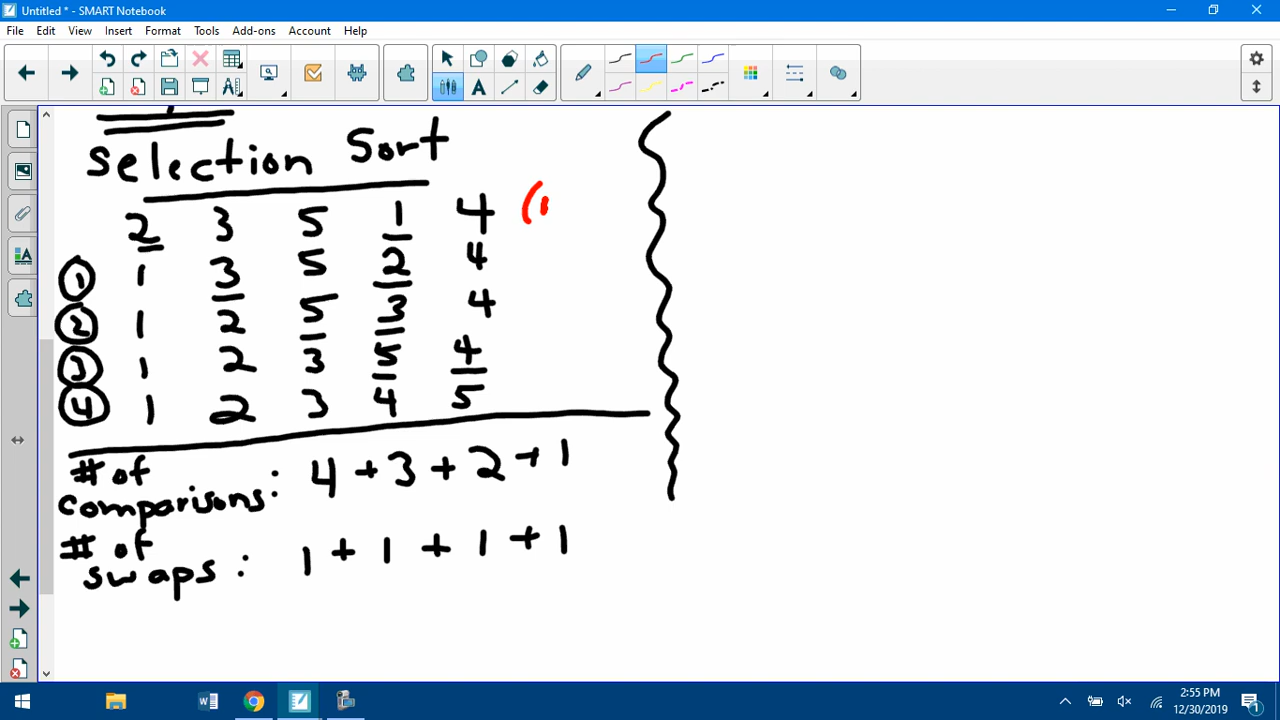 Untitled * - SMART Notebook
File Edit View Insert Format Tools Add-ons Account Help
Selection Sort
2 3 5 1 4 (
1 1 3 5 2 4
2 1 2 5 3 4
3 1 2 3 5 4
4 1 2 3 4 5
# of
comparisons: 4 + 3 + 2 + 1
# of
swaps: 1 + 1 + 1 + 1
2:55 PM
12/30/2019